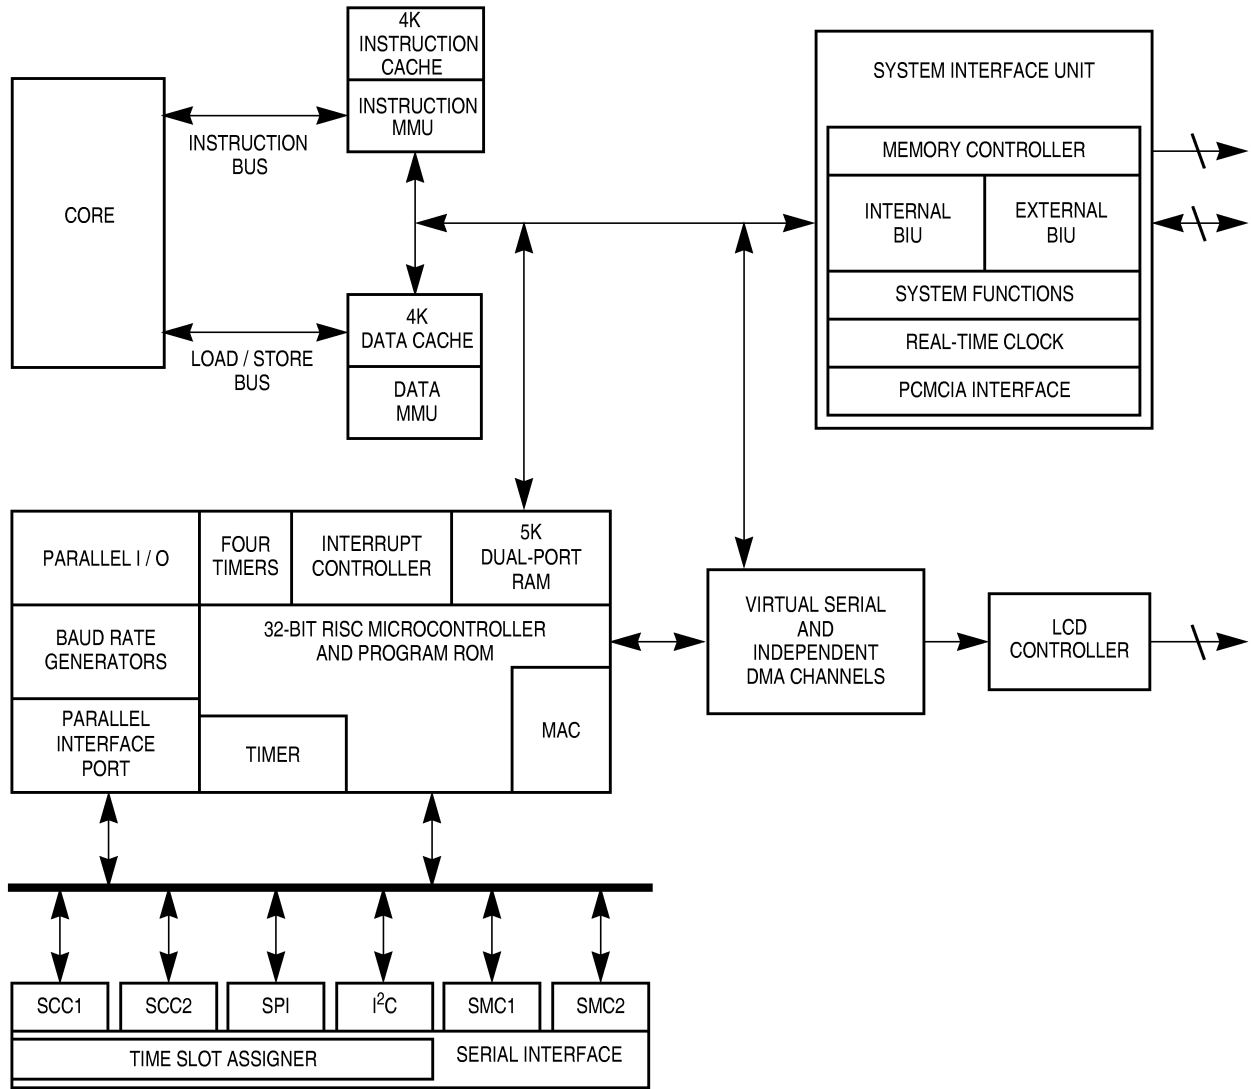 4K
INSTRUCTION
CACHE
INSTRUCTION
MMU
INSTRUCTION
BUS
CORE
4K
DATA CACHE
DATA
MMU
LOAD / STORE
BUS
SYSTEM INTERFACE UNIT
MEMORY CONTROLLER
INTERNAL
BIU
EXTERNAL
BIU
SYSTEM FUNCTIONS
REAL-TIME CLOCK
PCMCIA INTERFACE
PARALLEL I / O
FOUR
TIMERS
INTERRUPT
CONTROLLER
5K
DUAL-PORT
RAM
BAUD RATE
GENERATORS
32-BIT RISC MICROCONTROLLER
AND PROGRAM ROM
PARALLEL
INTERFACE
PORT
TIMER
MAC
VIRTUAL SERIAL
AND
INDEPENDENT
DMA CHANNELS
LCD
CONTROLLER
SCC1
SCC2
SPI
I²C
SMC1
SMC2
TIME SLOT ASSIGNER
SERIAL INTERFACE